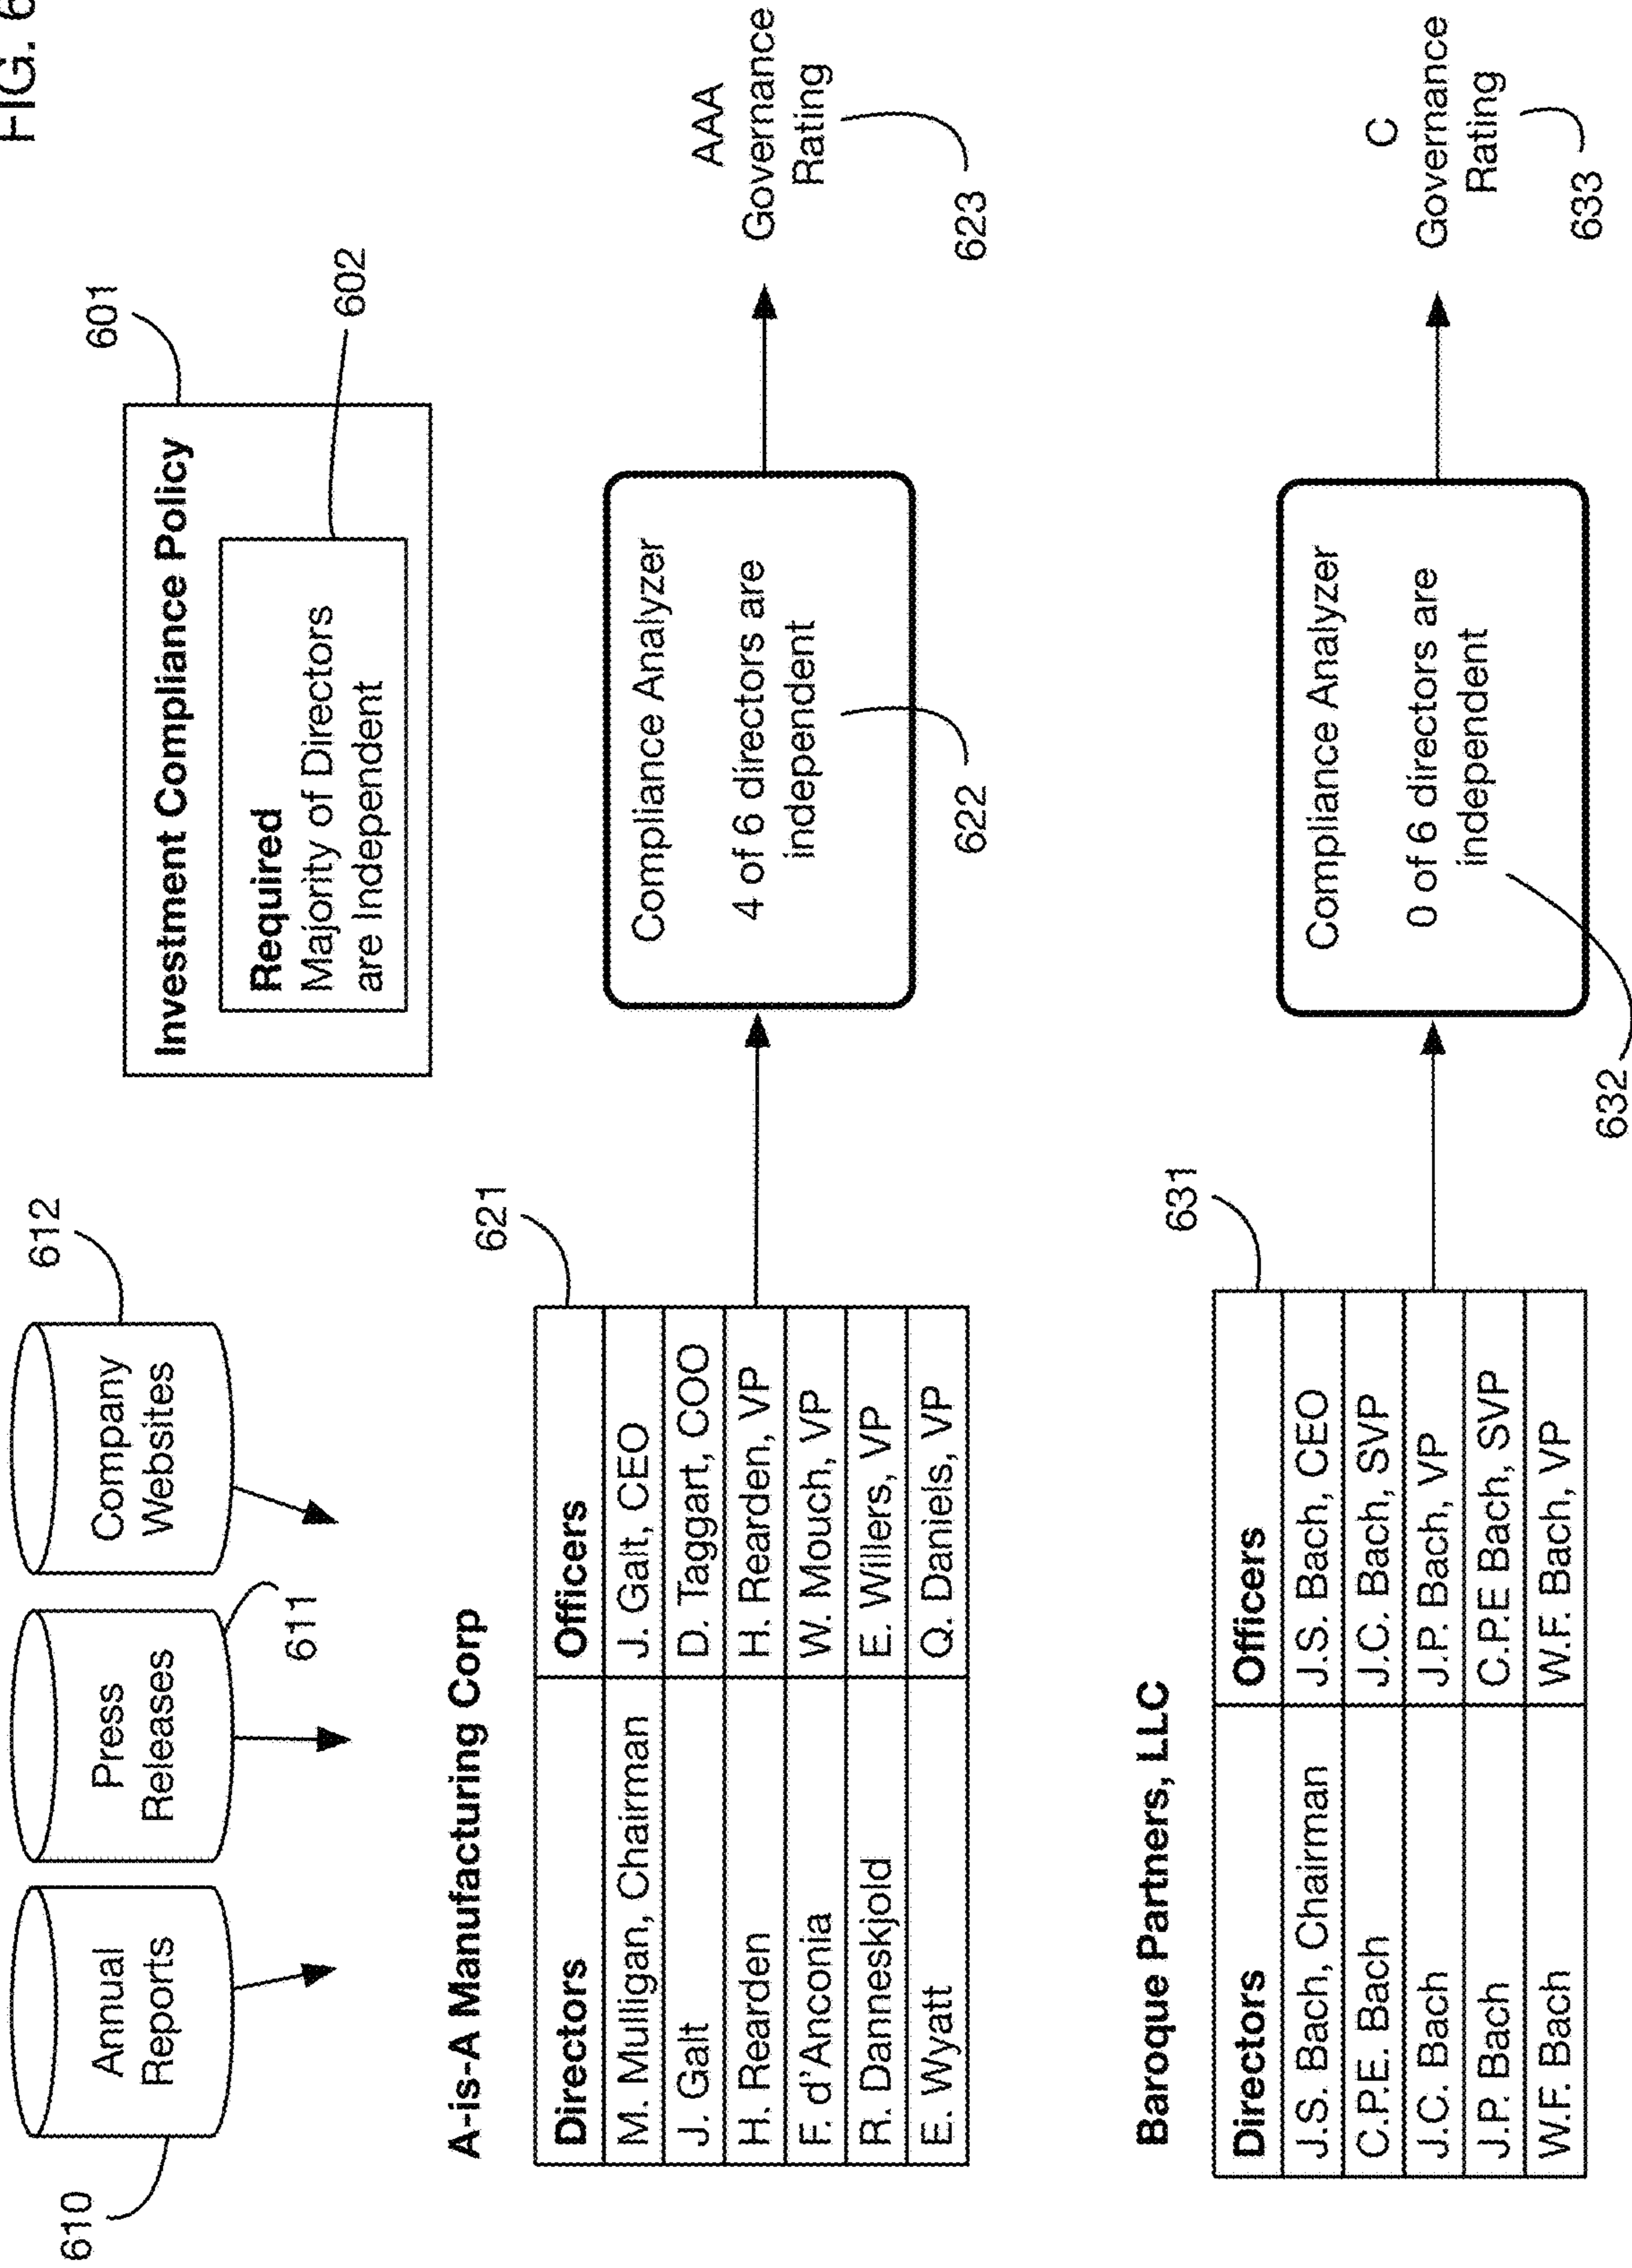 FIG. 6
610
Annual
Reports
Press
Releases
611
Company
Websites
612
601
Investment Compliance Policy
Required
Majority of Directors
are Independent
602
A-is-A Manufacturing Corp
621
Directors Officers
M. Mulligan, Chairman J. Galt, CEO
J. Galt D. Taggart, COO
H. Rearden H. Rearden, VP
F. d'Anconia W. Mouch, VP
R. Danneskjold E. Willers, VP
E. Wyatt Q. Daniels, VP
Compliance Analyzer
4 of 6 directors are
independent
622
AAA
Governance
Rating
623
Baroque Partners, LLC
631
Directors Officers
J.S. Bach, Chairman J.S. Bach, CEO
C.P.E. Bach J.C. Bach, SVP
J.C. Bach J.P. Bach, VP
J.P. Bach C.P.E Bach, SVP
W.F. Bach W.F. Bach, VP
Compliance Analyzer
0 of 6 directors are
independent
632
C
Governance
Rating
633